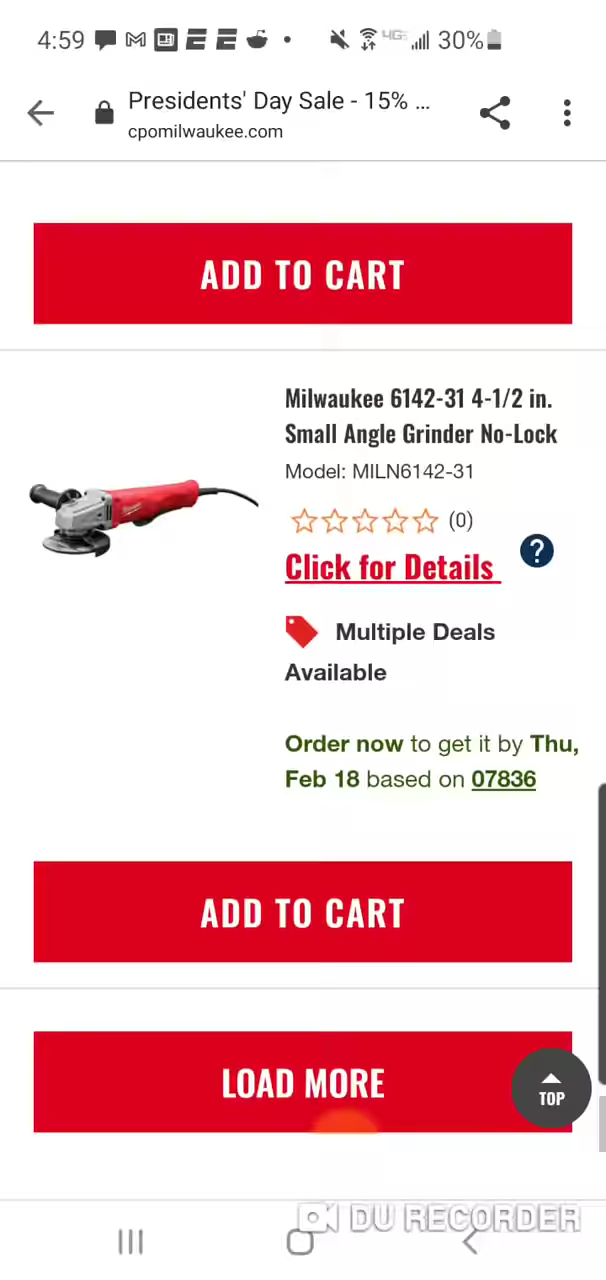 4:59 4G 30%
Presidents' Day Sale - 15% ...
cpomilwaukee.com
ADD TO CART
Milwaukee 6142-31 4-1/2 in.
Small Angle Grinder No-Lock
Model: MILN6142-31
(0)
Click for Details
?
Multiple Deals
Available
Order now to get it by Thu,
Feb 18 based on 07836
ADD TO CART
LOAD MORE
TOP
DU RECORDER